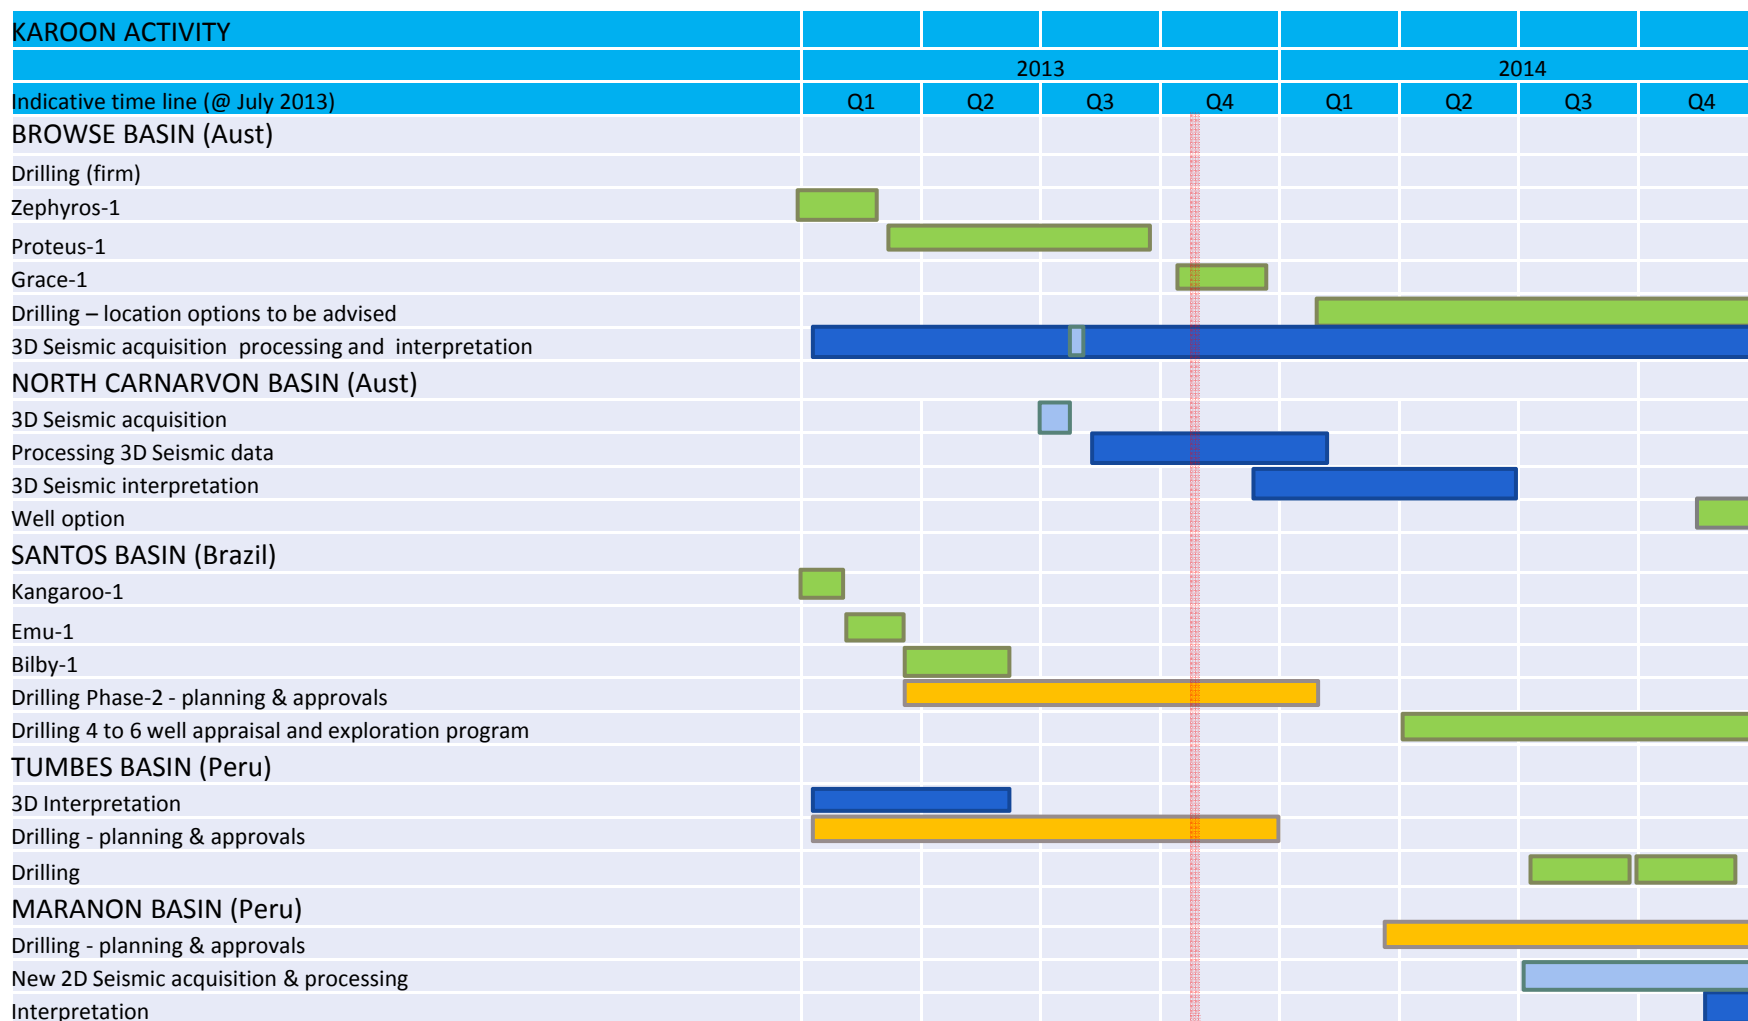 KAROON ACTIVITY
2013 2014
Indicative time line (@ July 2013) Q1 Q2 Q3 Q4 Q1 Q2 Q3 Q4
BROWSE BASIN (Aust)
Drilling (firm)
Zephyros-1
Proteus-1
Grace-1
Drilling – location options to be advised
3D Seismic acquisition processing and interpretation
NORTH CARNARVON BASIN (Aust)
3D Seismic acquisition
Processing 3D Seismic data
3D Seismic interpretation
Well option
SANTOS BASIN (Brazil)
Kangaroo-1
Emu-1
Bilby-1
Drilling Phase-2 - planning & approvals
Drilling 4 to 6 well appraisal and exploration program
TUMBES BASIN (Peru)
3D Interpretation
Drilling - planning & approvals
Drilling
MARANON BASIN (Peru)
Drilling - planning & approvals
New 2D Seismic acquisition & processing
Interpretation